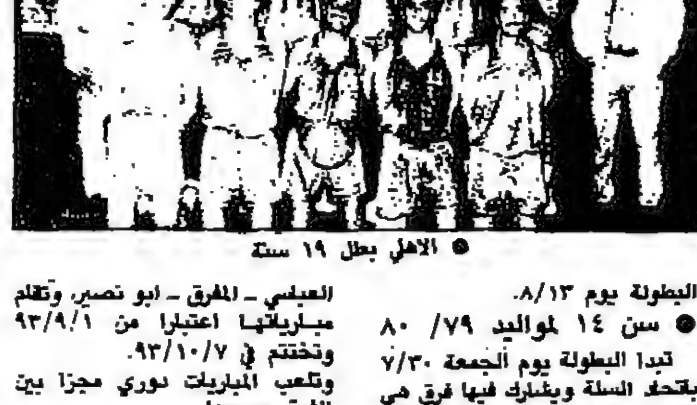 الاهلي بطل ١٩ سنة
البطولة يوم ٨/١٣.
سن ١٤ لمواليد ٧٩/ ٨٠
تبدا البطولة يوم الجمعة ٧/٣٠
باتحاد السلة ويشارك فيها فرق هي
العباسي ـ المفرق ـ ابو نصير، وتقام
مبارياتها اعتبارا من ٩٣/٩/١
وتختتم في ٩٣/١٠/٧.
وتلعب المباريات دوري مجزا بين